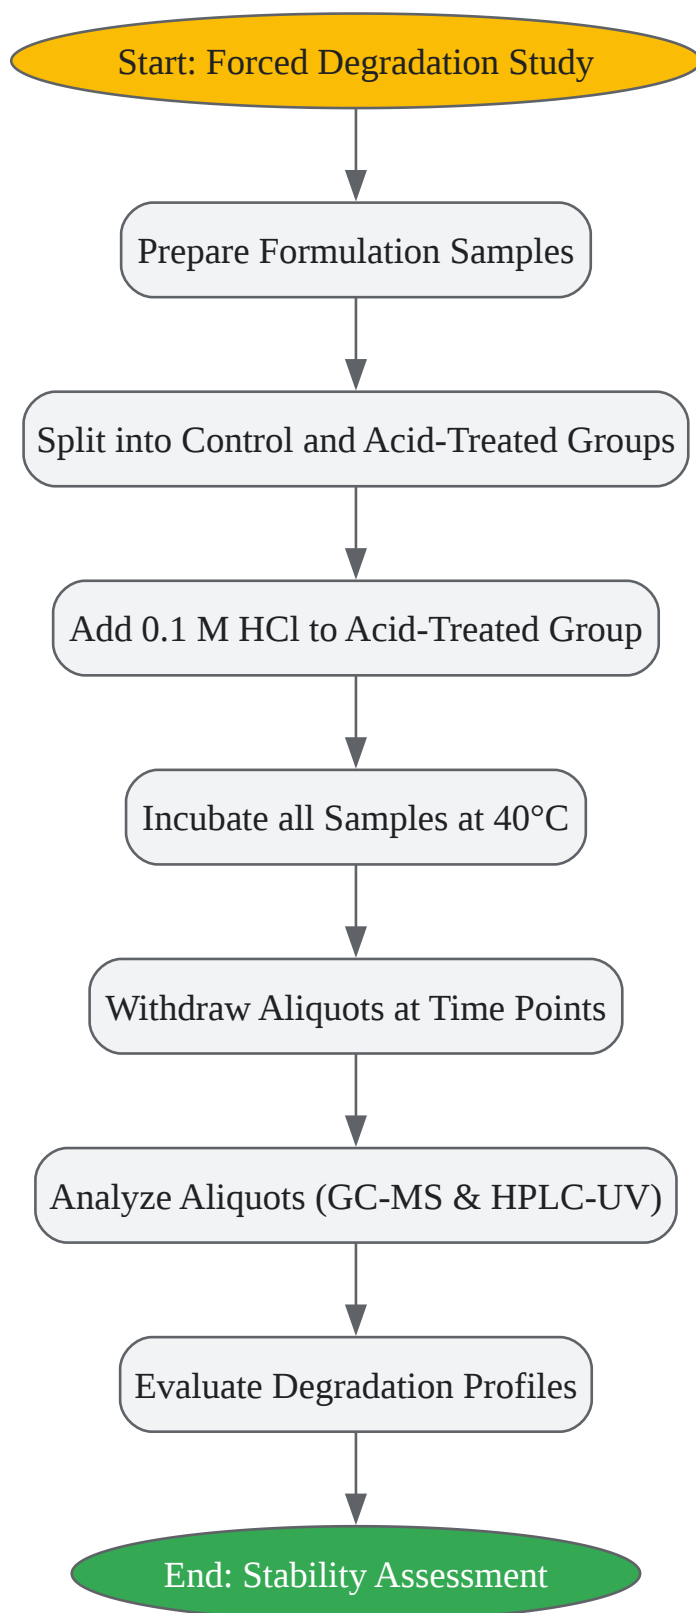 Start: Forced Degradation Study
Prepare Formulation Samples
Split into Control and Acid-Treated Groups
Add 0.1 M HCl to Acid-Treated Group
Incubate all Samples at 40°C
Withdraw Aliquots at Time Points
Analyze Aliquots (GC-MS & HPLC-UV)
Evaluate Degradation Profiles
End: Stability Assessment